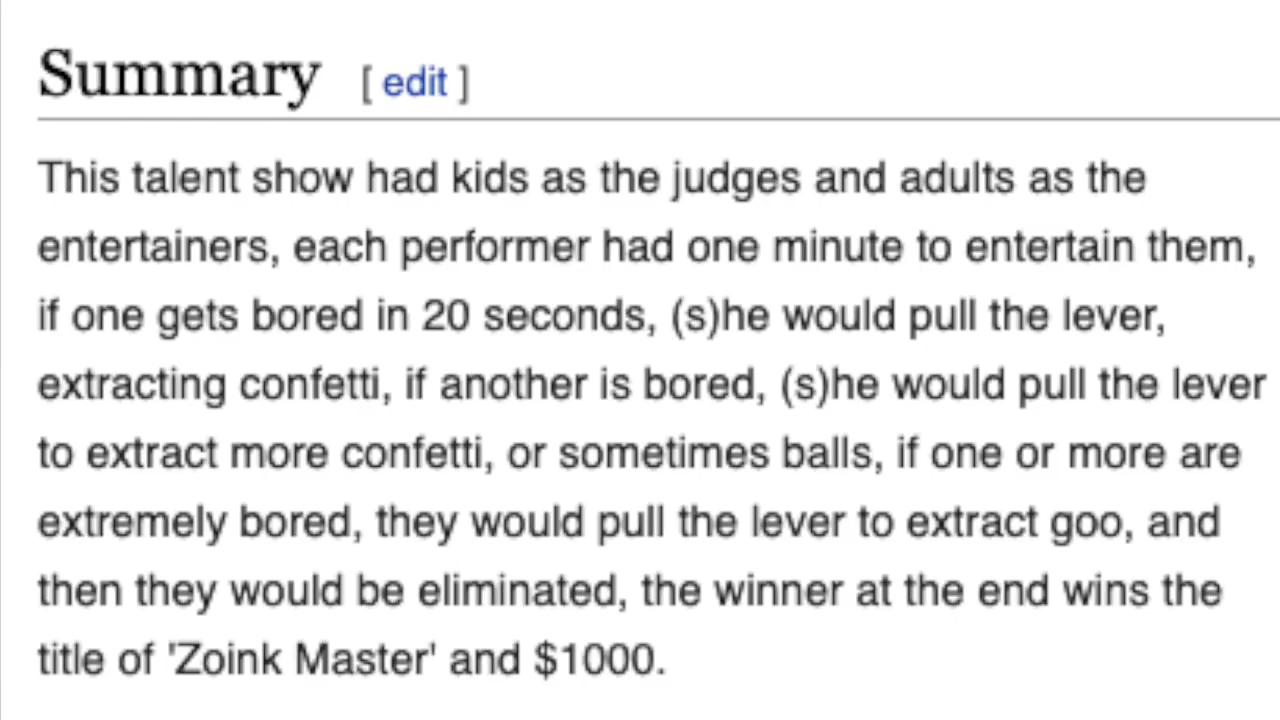 Summary [ edit ]
This talent show had kids as the judges and adults as the
entertainers, each performer had one minute to entertain them,
if one gets bored in 20 seconds, (s)he would pull the lever,
extracting confetti, if another is bored, (s)he would pull the lever
to extract more confetti, or sometimes balls, if one or more are
extremely bored, they would pull the lever to extract goo, and
then they would be eliminated, the winner at the end wins the
title of 'Zoink Master' and $1000.